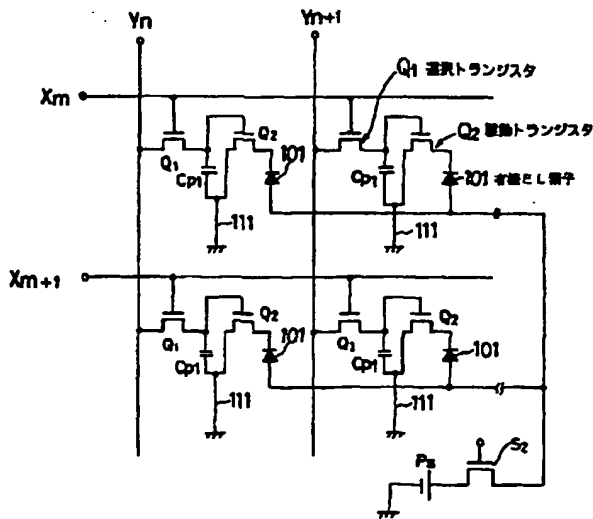 Yn
Yn+1
Xm
Q1 選択トランジスタ
Q2 駆動トランジスタ
Q1
Q2
Cp1
101
Cp1
101 有機EL素子
111
111
Xm+1
Q1
Q2
Cp1
101
Q1
Q2
Cp1
101
111
111
Ps
S2